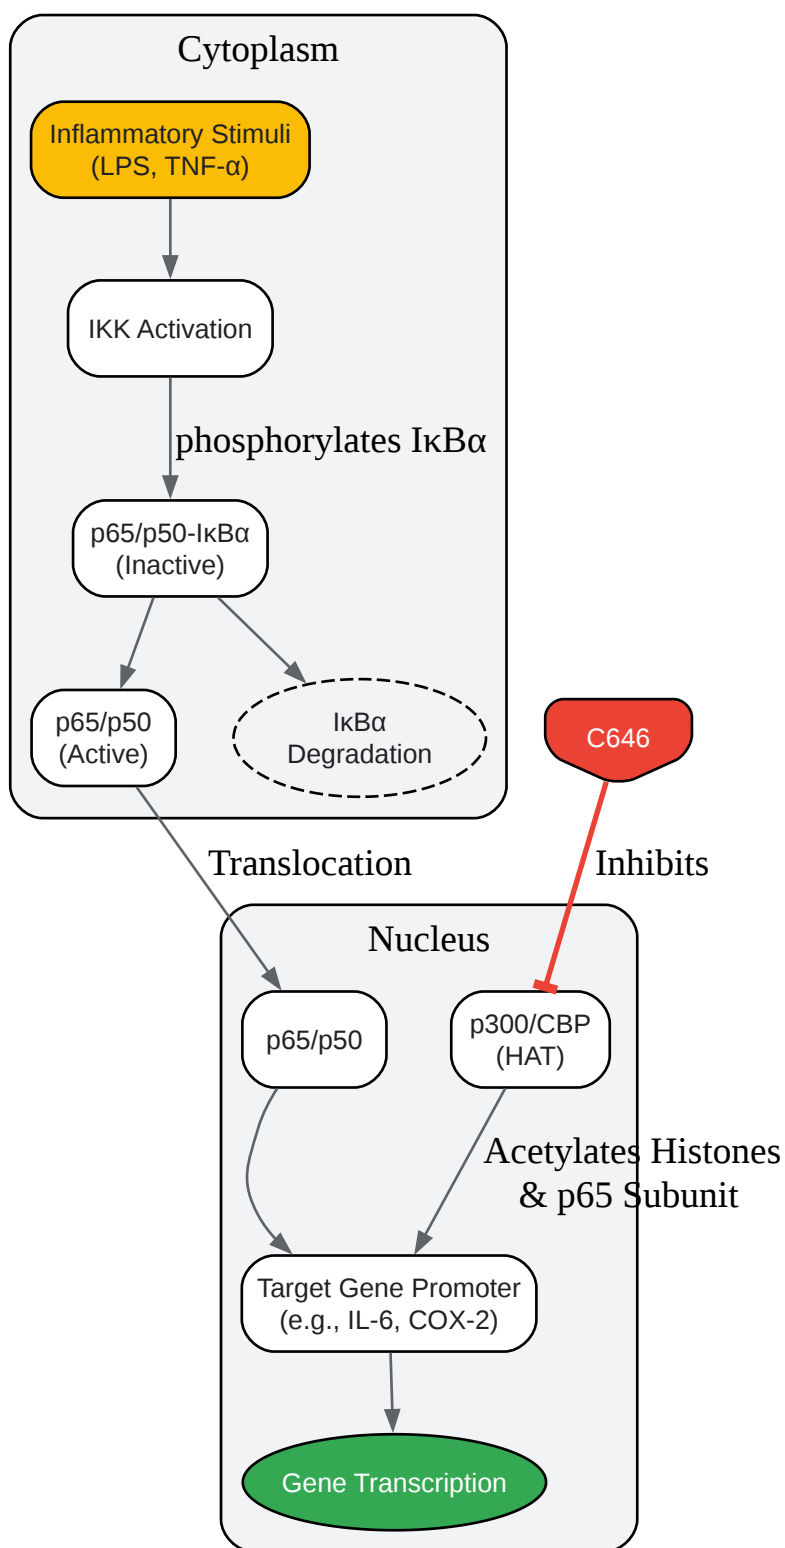 Cytoplasm
Inflammatory Stimuli
(LPS, TNF-α)
IKK Activation
phosphorylates IκBα
p65/p50-IκBα
(Inactive)
p65/p50
(Active)
IκBα
Degradation
C646
Translocation
Inhibits
Nucleus
p65/p50
p300/CBP
(HAT)
Acetylates Histones
& p65 Subunit
Target Gene Promoter
(e.g., IL-6, COX-2)
Gene Transcription